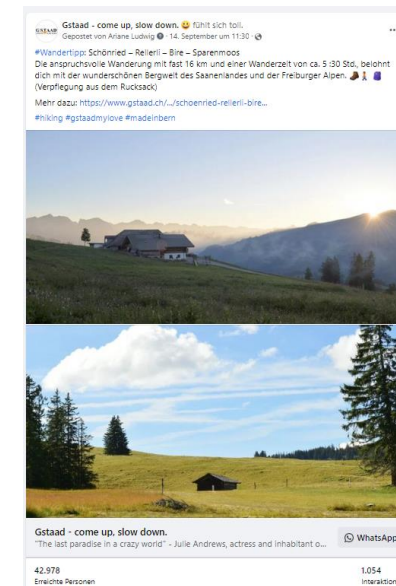 GSTAAD
Gstaad - come up, slow down. 😄 fühlt sich toll.
Gepostet von Ariane Ludwig · 14. September um 11:30 ·
#Wandertipp: Schönried – Rellerli – Bire – Sparenmoos
Die anspruchsvolle Wanderung mit fast 16 km und einer Wanderzeit von ca. 5 :30 Std., belohnt
dich mit der wunderschönen Bergwelt des Saanenlandes und der Freiburger Alpen. 🥾🚶🎒
(Verpflegung aus dem Rucksack)
Mehr dazu: https://www.gstaad.ch/.../schoenried-rellerli-bire...
#hiking #gstaadmylove #madeinbern
Gstaad - come up, slow down.
"The last paradise in a crazy world" - Julie Andrews, actress and inhabitant o...
WhatsApp
42.978
Erreichte Personen
1.054
Interaktion